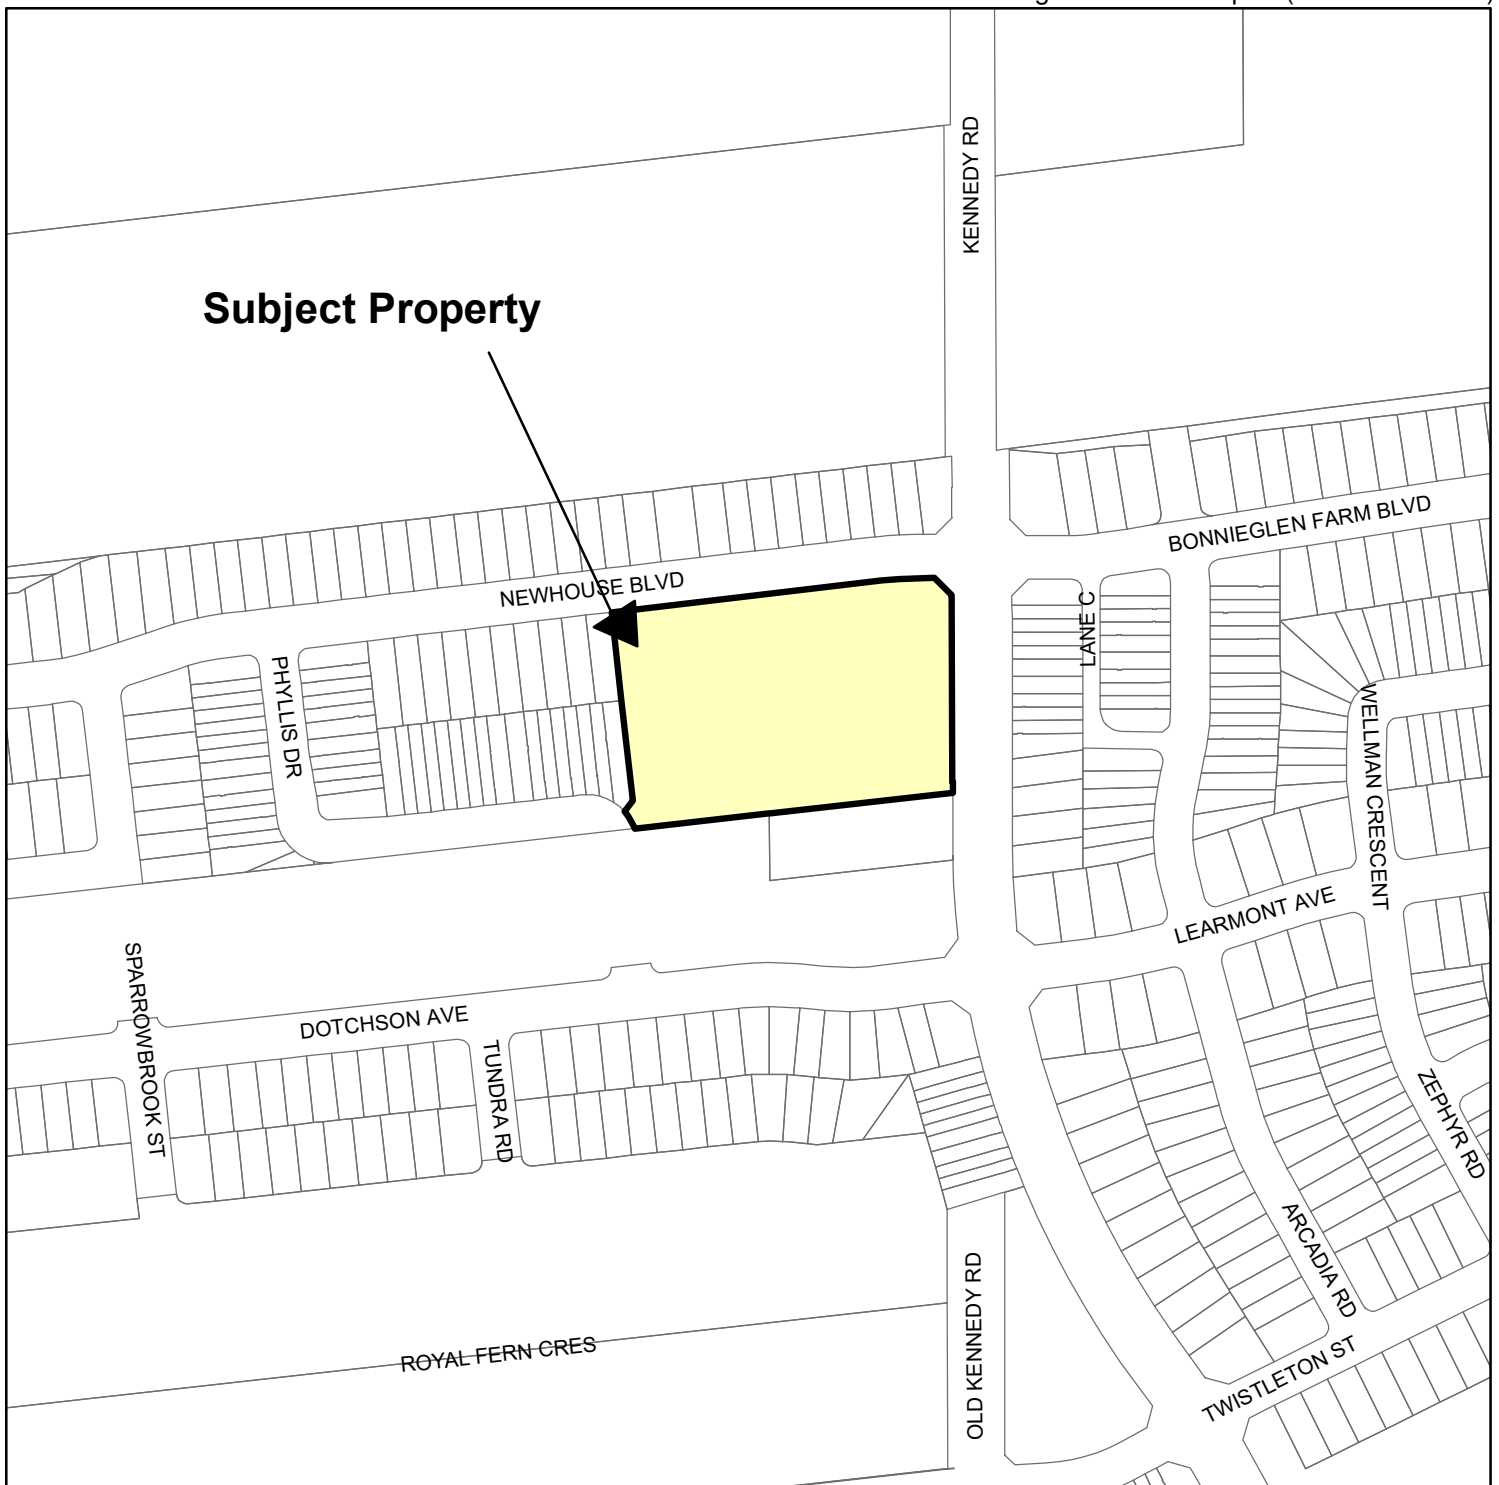 KENNEDY RD
Subject Property
BONNIEGLEN FARM BLVD
NEWHOUSE BLVD
LANE C
PHYLLIS DR
WELLMAN CRESCENT
LEARMONT AVE
SPARROWBROOK ST
DOTCHSON AVE
TUNDRA RD
ZEPHYR RD
ARCADIA RD
OLD KENNEDY RD
ROYAL FERN CRES
TWISTLETON ST